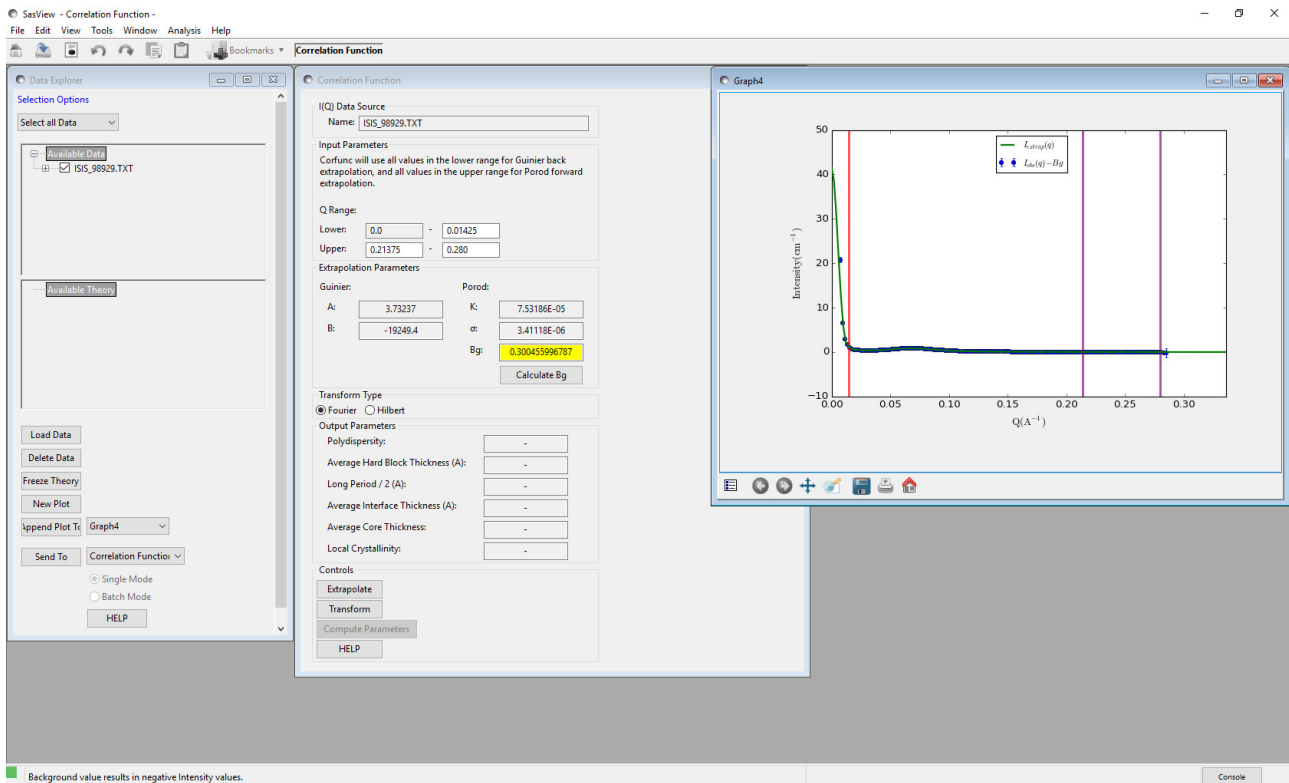 SasView - Correlation Function -
File Edit View Tools Window Analysis Help
Bookmarks Correlation Function
Data Explorer
Selection Options
Select all Data
Available Data
ISIS_98929.TXT
Available Theory
Load Data
Delete Data
Freeze Theory
New Plot
Append Plot To Graph4
Send To Correlation Function
Single Mode
Batch Mode
HELP
Correlation Function
I(Q) Data Source
Name: ISIS_98929.TXT
Input Parameters
Corfunc will use all values in the lower range for Guinier back
extrapolation, and all values in the upper range for Porod forward
extrapolation.
Q Range:
Lower: 0.0 - 0.01425
Upper: 0.21375 - 0.280
Extrapolation Parameters
Guinier: Porod:
A: 3.73237 K: 7.53186E-05
B: -19249.4 σ: 3.41118E-06
Bg: 0.300455996787
Calculate Bg
Transform Type
Fourier Hilbert
Output Parameters
Polydispersity: -
Average Hard Block Thickness (A): -
Long Period / 2 (A): -
Average Interface Thickness (A): -
Average Core Thickness: -
Local Crystallinity: -
Controls
Extrapolate
Transform
Compute Parameters
HELP
Graph4
50
40
30
20
10
0
−10
Intensity(cm⁻¹)
I_extrap(q)
I_obs(q)−Bg
0.00 0.05 0.10 0.15 0.20 0.25 0.30
Q(A⁻¹)
Background value results in negative Intensity values.
Console